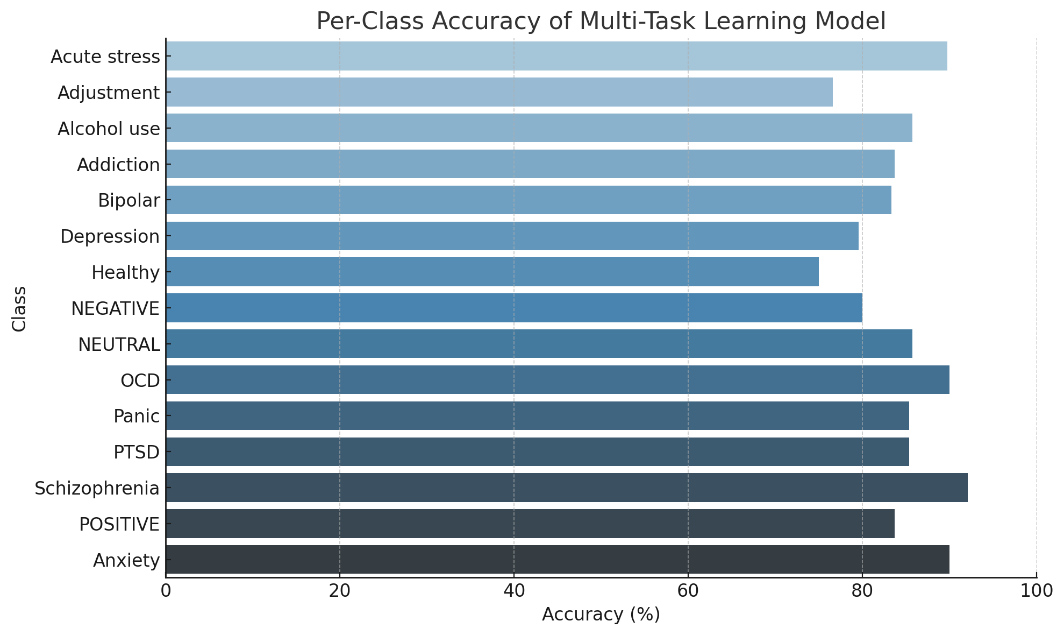 Per-Class Accuracy of Multi-Task Learning Model
Acute stress
Adjustment
Alcohol use
Addiction
Bipolar
Depression
Healthy
NEGATIVE
NEUTRAL
OCD
Panic
PTSD
Schizophrenia
POSITIVE
Anxiety
Class
0 20 40 60 80 100
Accuracy (%)